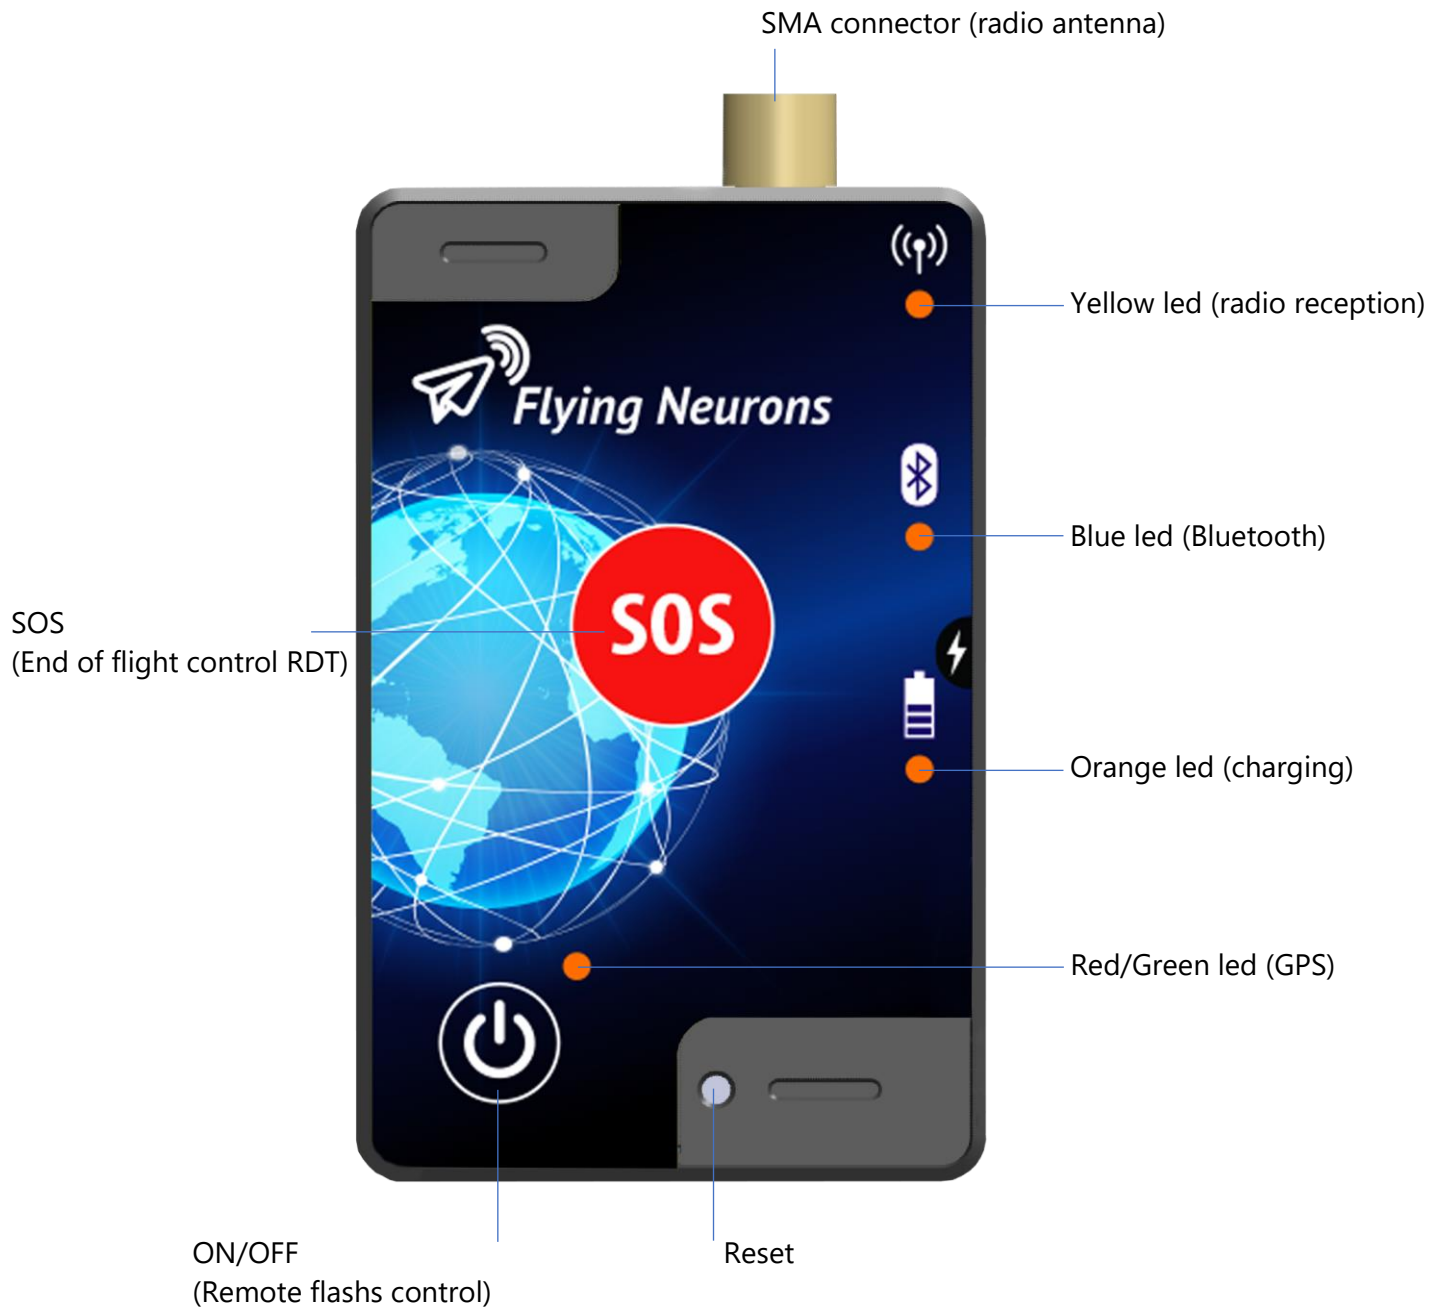 SMA connector (radio antenna)
Yellow led (radio reception)
Flying Neurons
Blue led (Bluetooth)
SOS
SOS
(End of flight control RDT)
Orange led (charging)
Red/Green led (GPS)
ON/OFF
(Remote flashs control)
Reset